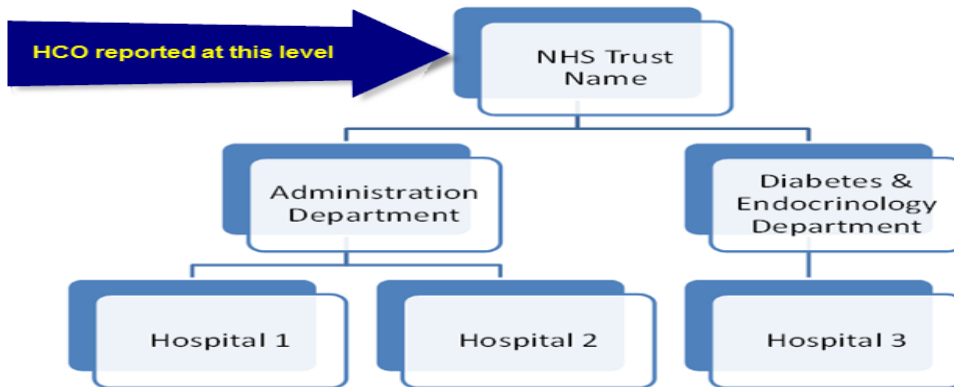 HCO reported at this level
NHS Trust
Name
Administration
Department
Diabetes &
Endocrinology
Department
Hospital 1
Hospital 2
Hospital 3